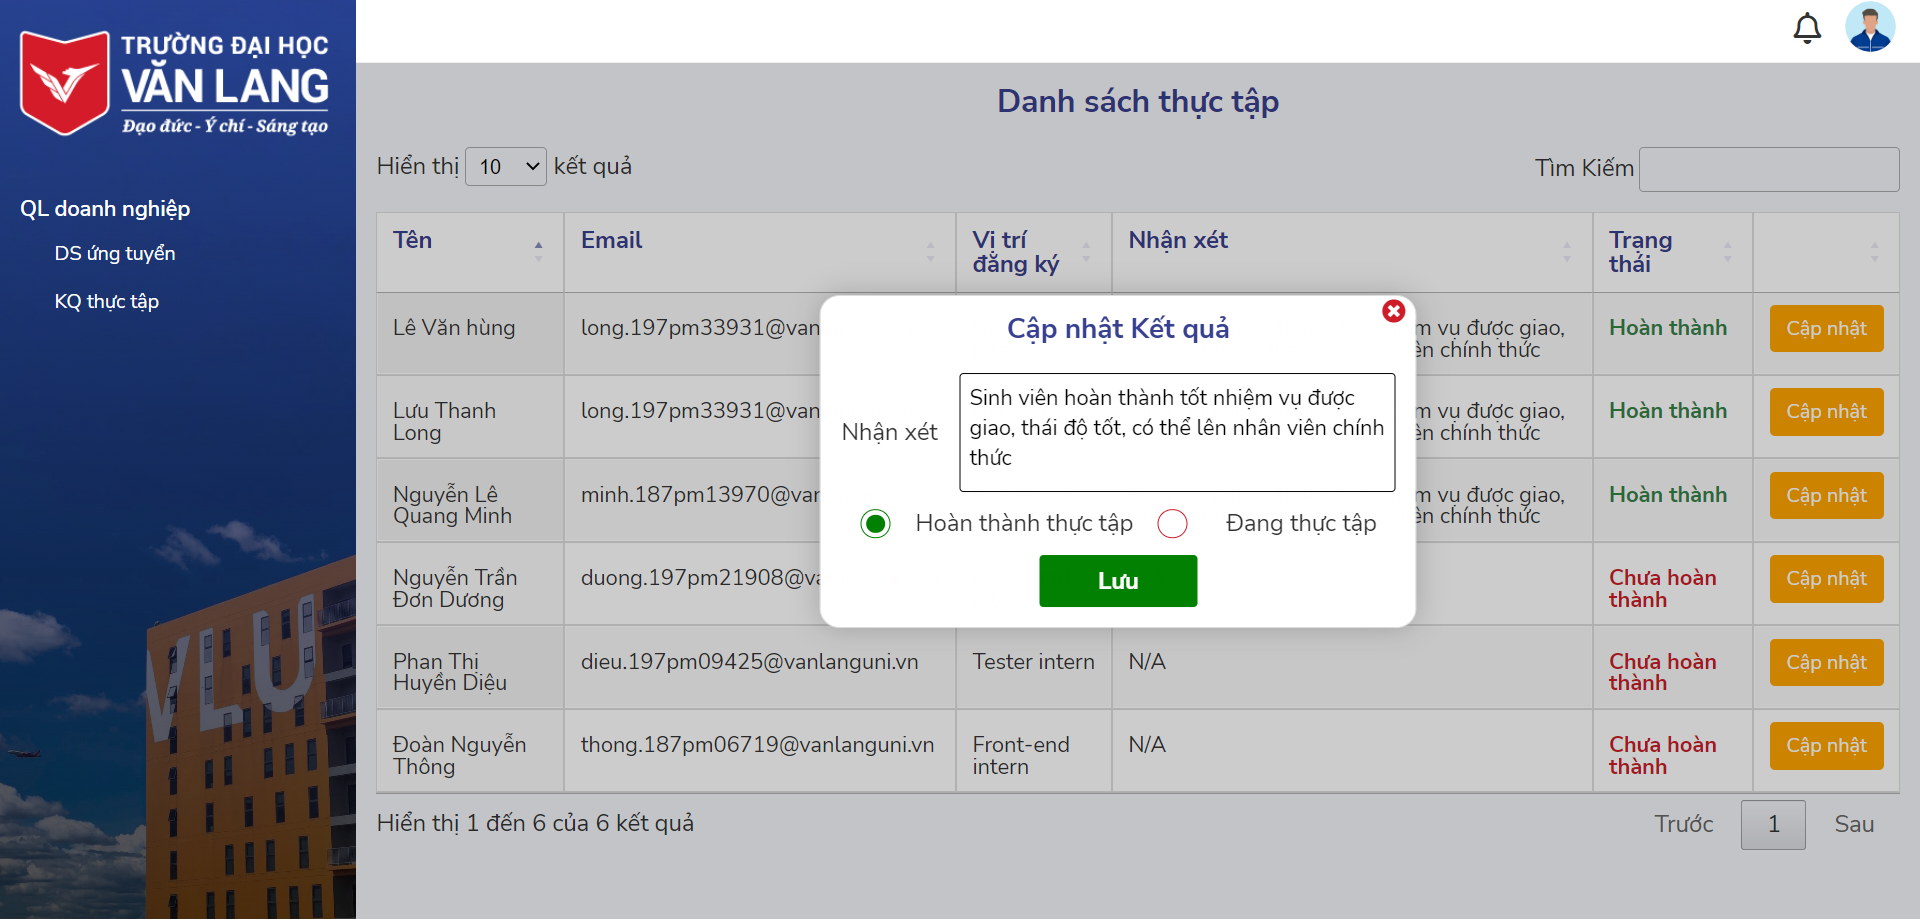 TRƯỜNG ĐẠI HỌC
VĂN LANG
Đạo đức - Ý chí - Sáng tạo
QL doanh nghiệp
DS ứng tuyển
KQ thực tập
VLU
Danh sách thực tập
Hiển thị 10 kết quả
Tìm Kiếm
Tên
Email
Vị trí
đăng ký
Nhận xét
Trạng
thái
Lê Văn hùng
long.197pm33931@van
m vụ được giao,
ên chính thức
Hoàn thành
Cập nhật
Lưu Thanh
Long
long.197pm33931@van
m vụ được giao,
ên chính thức
Hoàn thành
Cập nhật
Nguyễn Lê
Quang Minh
minh.187pm13970@van
m vụ được giao,
ên chính thức
Hoàn thành
Cập nhật
Nguyễn Trần
Đơn Dương
duong.197pm21908@va
Chưa hoàn
thành
Cập nhật
Phan Thị
Huyền Diệu
dieu.197pm09425@vanlanguni.vn
Tester intern
N/A
Chưa hoàn
thành
Cập nhật
Đoàn Nguyễn
Thông
thong.187pm06719@vanlanguni.vn
Front-end
intern
N/A
Chưa hoàn
thành
Cập nhật
Hiển thị 1 đến 6 của 6 kết quả
Trước 1 Sau
Cập nhật Kết quả
Nhận xét
Sinh viên hoàn thành tốt nhiệm vụ được
giao, thái độ tốt, có thể lên nhân viên chính
thức
Hoàn thành thực tập
Đang thực tập
Lưu